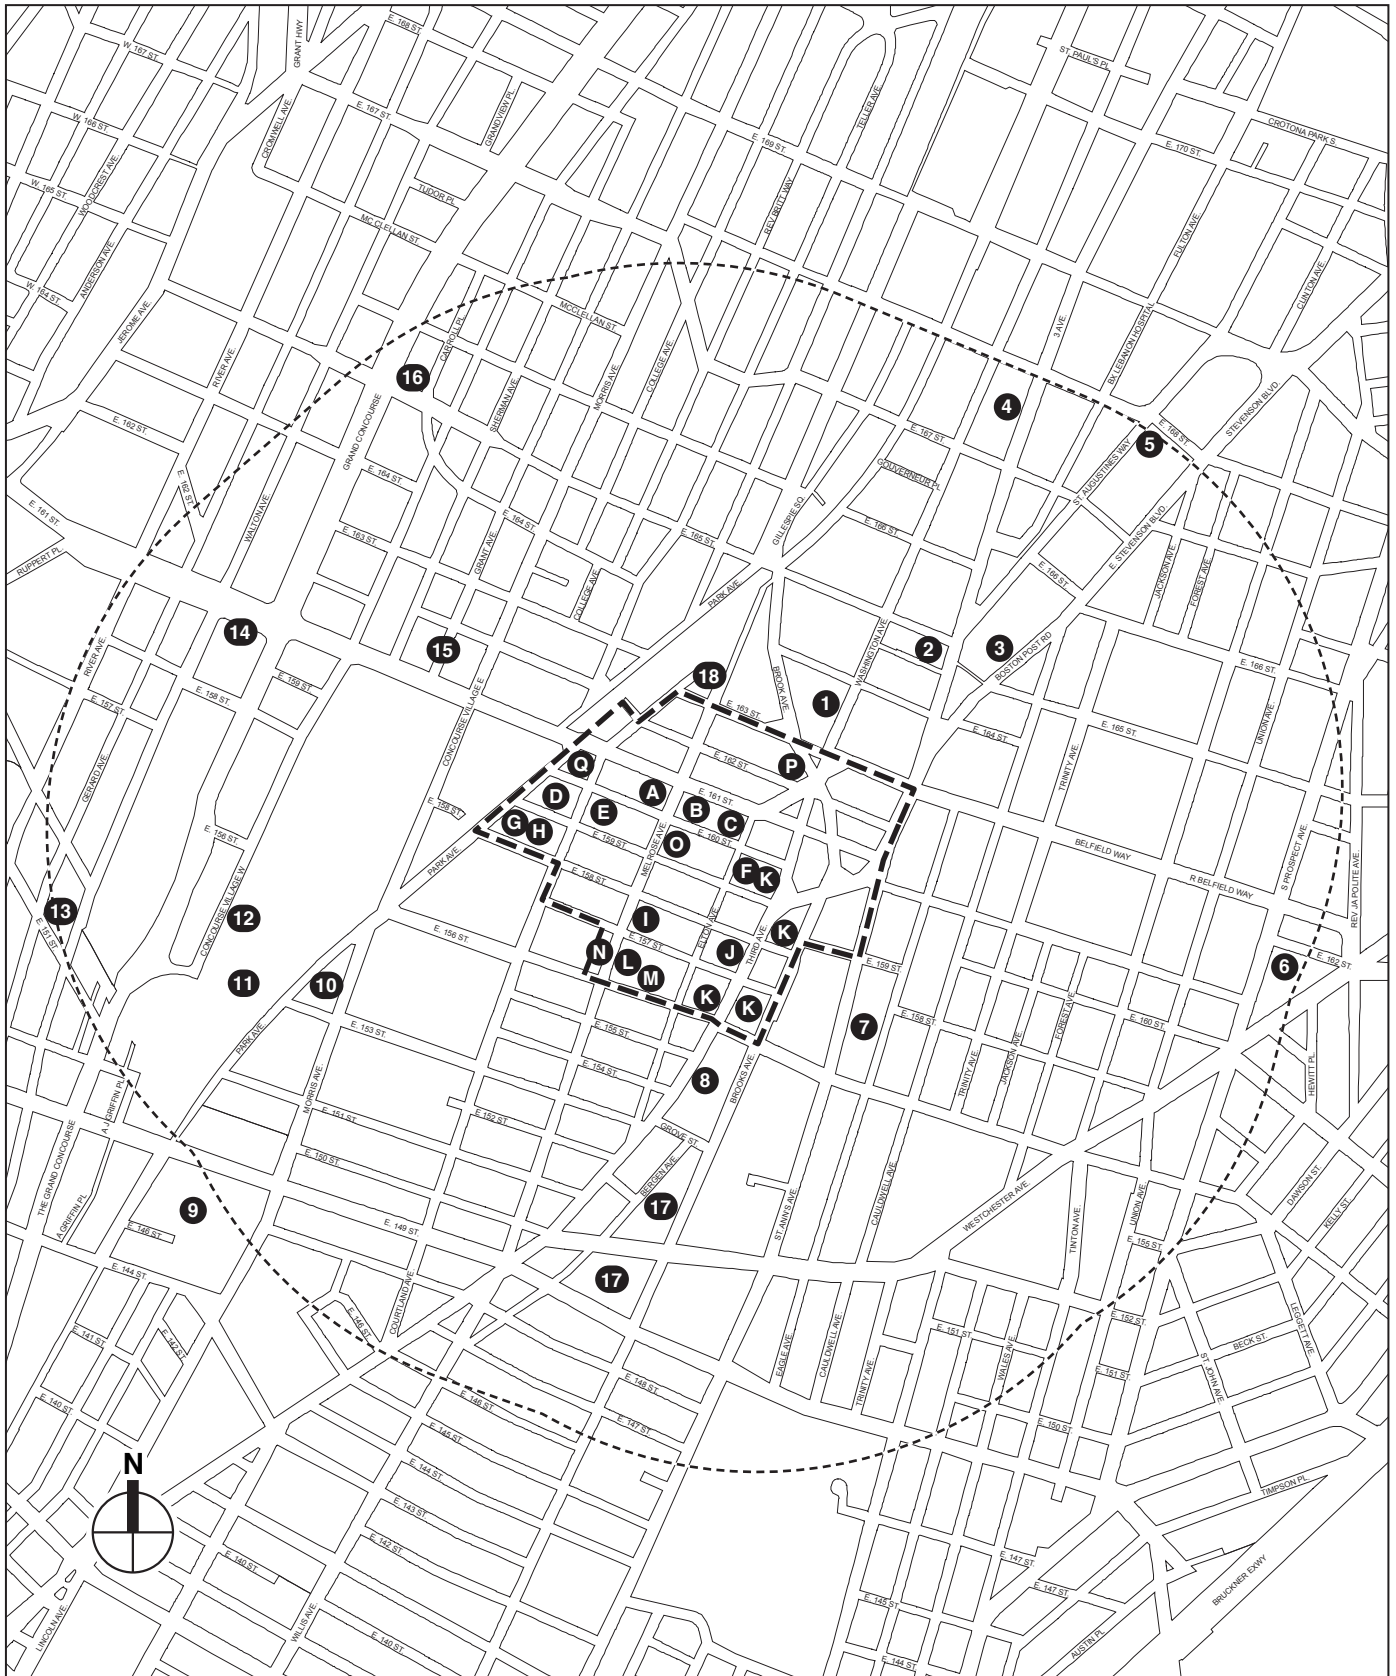 E. 168 ST.
GRANT HWY
W. 167 ST.
ST. PAUL'S PL.
E. 167 ST.
GRANDVIEW PL.
TELLER AVE.
CROMWELL AVE.
W. 166 ST.
CROTONA PARK S.
E. 169 ST.
E. 170 ST.
WOODCREST AVE.
W. 165 ST.
TUDOR PL.
REV BRITT WAY
MC CLELLAN ST.
FULTON AVE.
ANDERSON AVE.
W. 164 ST.
CLINTON AVE.
JEROME AVE.
MCCLELLAN ST.
CARROLL PL.
3 AVE.
RIVER AVE.
COLLEGE AVE.
MORRIS AVE.
16
SHERMAN AVE.
4
STEVENSON BLVD
E. 162 ST.
GRAND CONCOURSE
E. 167 ST.
E. 168 ST.
5
ST. AUGUSTINES WAY
E. 164 ST.
GOUVERNEUR PL.
E. 162 ST.
WALTON AVE.
E. 161 ST.
E. 164 ST.
GILLESPIE SQ.
E. 166 ST.
E. 163 ST.
E. 165 ST.
E. STEVENSON BLVD
GRANT AVE.
RUPPERT PL.
E. 166 ST.
JACKSON AVE.
FOREST AVE.
COLLEGE AVE.
PARK AVE.
14
15
2
3
WASHINGTON AVE.
BOSTON POST RD
RIVER AVE.
E. 166 ST.
E. 159 ST.
18
BROOK AVE.
E. 158 ST.
E. 157 ST.
CONCOURSE VILLAGE E
E. 163 ST.
1
UNION AVE.
E. 165 ST.
E. 164 ST.
Q
E. 162 ST.
P
TRINITY AVE.
GERARD AVE.
D
A
E. 161 ST.
E. 158 ST.
E
B
G
H
C
E. 156 ST.
E. 159 ST.
MELROSE AVE.
O
E. 160 ST.
BELFIELD WAY
S PROSPECT AVE.
PARK AVE.
E. 158 ST.
F
K
R BELFIELD WAY
REV. JA POLITE AVE.
13
12
CONCOURSE VILLAGE W
I
ELTON AVE.
K
E. 151 ST.
E. 156 ST.
E. 157 ST.
THIRD AVE.
N
L
J
E. 159 ST.
6
E. 162 ST.
11
10
M
K
K
E. 153 ST.
E. 155 ST.
7
E. 158 ST.
FOREST AVE.
E. 160 ST.
PARK AVE.
E. 154 ST.
JACKSON AVE.
8
BROOKS AVE.
TRINITY AVE.
HEWITT PL.
MORRIS AVE.
A J GRIFFIN PL.
E. 151 ST.
E. 152 ST.
GROVE ST.
THE GRAND CONCOURSE
E. 150 ST.
BERGEN AVE.
CAULDWELL AVE.
DAWSON ST.
9
17
ST. ANN'S AVE.
WESTCHESTER AVE.
UNION AVE.
KELLY ST.
A GRIFFIN PL.
E. 146 ST.
E. 149 ST.
TINTON AVE.
E. 155 ST.
E. 144 ST.
17
COURTLAND AVE.
E. 146 ST.
E. 152 ST.
LEGGETT AVE.
E. 141 ST.
E. 142 ST.
EAGLE AVE.
CAULDWELL AVE.
E. 151 ST.
BECK ST.
WALES AVE.
TRINITY AVE.
E. 151 ST.
ST. JOHN AVE.
E. 148 ST.
E. 140 ST.
E. 146 ST.
E. 147 ST.
E. 150 ST.
E. 145 ST.
N
E. 144 ST.
TIMPSON PL.
E. 143 ST.
E. 142 ST.
E. 140 ST.
E. 147 ST.
E. 147 ST.
BRUCKNER EXWY
E. 145 ST.
LINCOLN AVE.
WILLIS AVE.
E. 140 ST.
AUSTIN PL.
E. 144 ST.